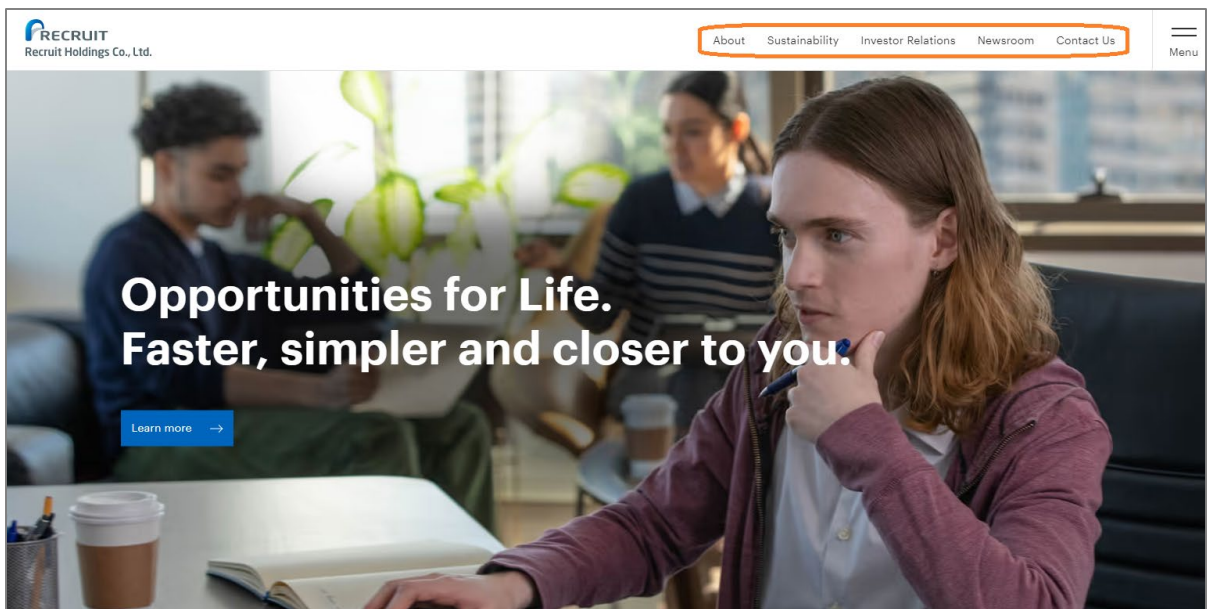 RECRUIT
Recruit Holdings Co., Ltd.
About Sustainability Investor Relations Newsroom Contact Us
Menu
Opportunities for Life.
Faster, simpler and closer to you.
Learn more →